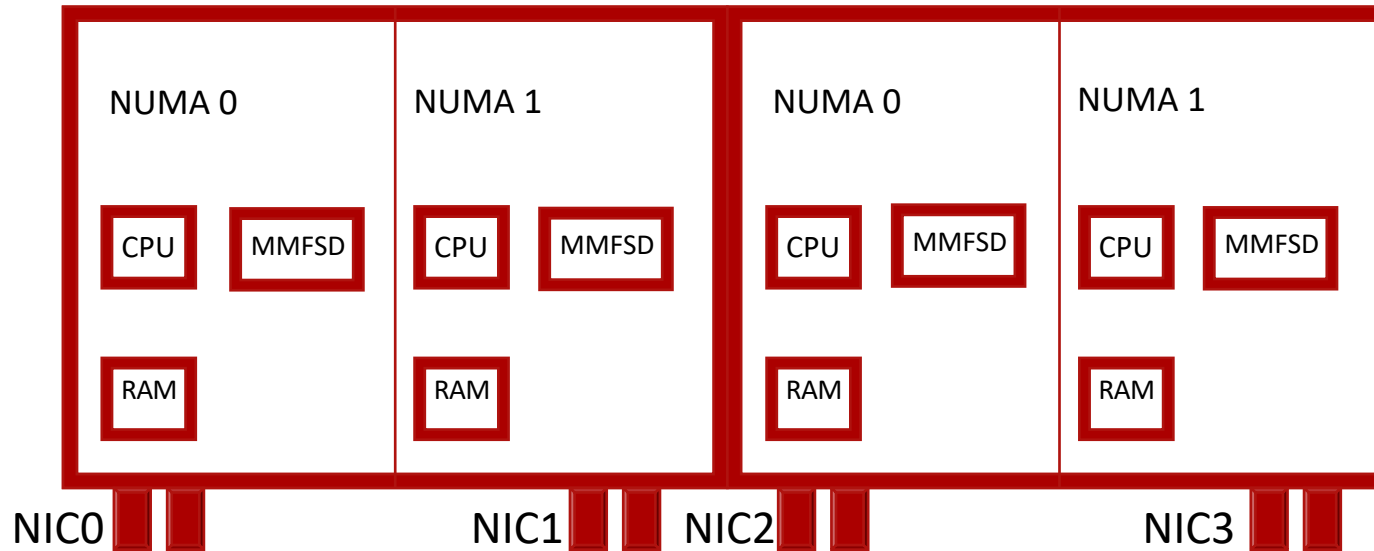 NUMA 0
NUMA 1
NUMA 0
NUMA 1
CPU
MMFSD
CPU
MMFSD
CPU
MMFSD
CPU
MMFSD
RAM
RAM
RAM
RAM
NIC0
NIC1
NIC2
NIC3